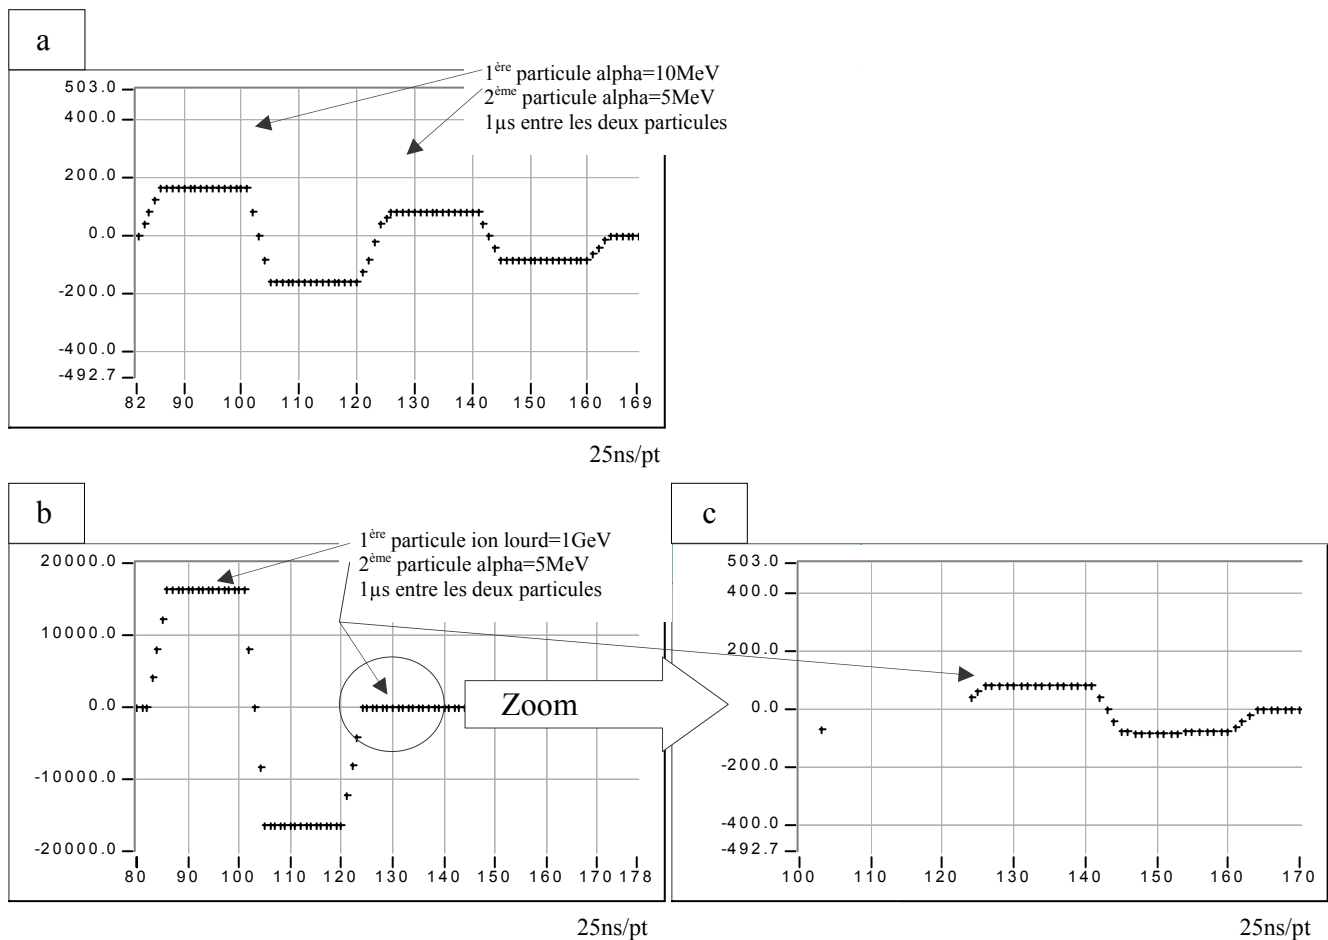 a
1ère particule alpha=10MeV
2ème particule alpha=5MeV
1µs entre les deux particules
503.0
400.0
200.0
0.0
-200.0
-400.0
-492.7
82 90 100 110 120 130 140 150 160 169
25ns/pt
b
1ère particule ion lourd=1GeV
2ème particule alpha=5MeV
1µs entre les deux particules
20000.0
10000.0
0.0
-10000.0
-20000.0
80 90 100 110 120 130 140 150 160 170 178
25ns/pt
Zoom
c
503.0
400.0
200.0
0.0
-200.0
-400.0
-492.7
100 110 120 130 140 150 160 170
25ns/pt